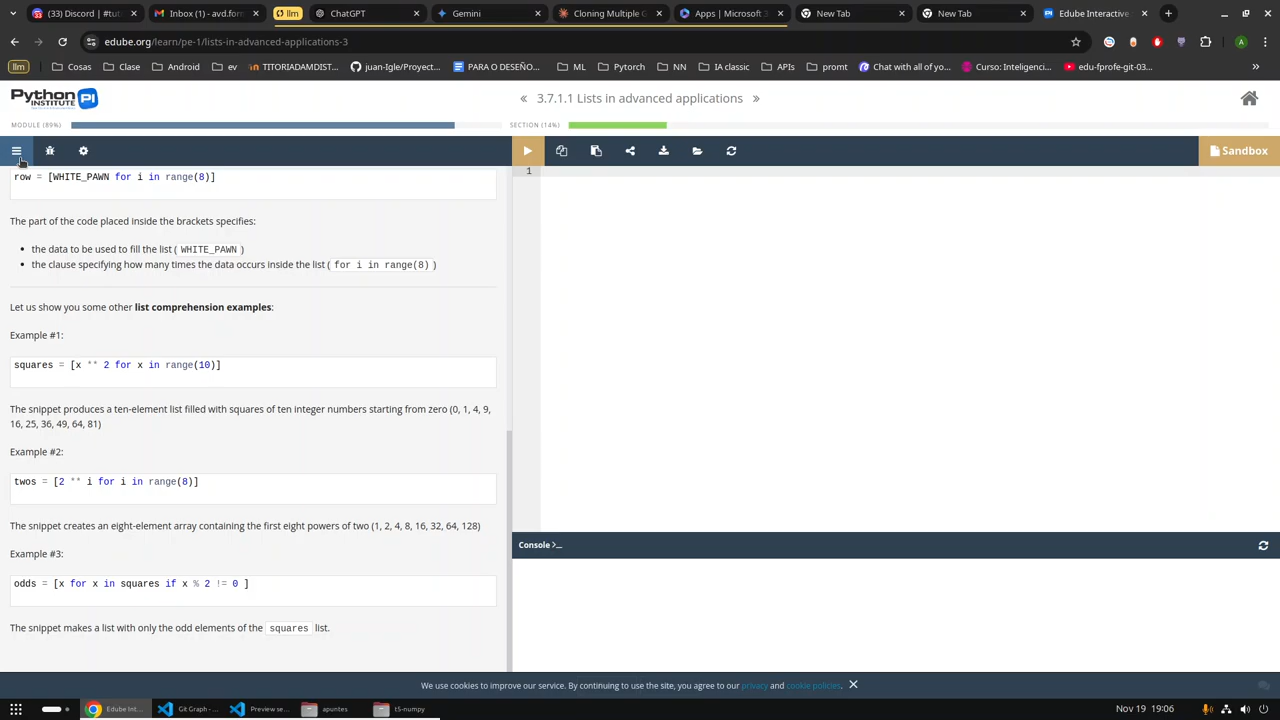 33 Discord | #tutc
Inbox (1) - avd.form
llm
ChatGPT
Gemini
Cloning Multiple G
Apps | Microsoft 3
New Tab
New Tab
Edube Interactive
edube.org/learn/pe-1/lists-in-advanced-applications-3
llm
Cosas
Clase
Android
ev
TITORIADAMDIST...
juan-Igle/Proyect...
PARA O DESEÑO...
ML
Pytorch
NN
IA classic
APIs
promt
Chat with all of yo...
Curso: Inteligenci...
edu-fprofe-git-03...
Python INSTITUTE PI
3.7.1.1 Lists in advanced applications
MODULE (89%)
SECTION (14%)
Sandbox
row = [WHITE_PAWN for i in range(8)]
The part of the code placed inside the brackets specifies:
the data to be used to fill the list ( WHITE_PAWN )
the clause specifying how many times the data occurs inside the list ( for i in range(8) )
Let us show you some other list comprehension examples:
Example #1:
squares = [x ** 2 for x in range(10)]
The snippet produces a ten-element list filled with squares of ten integer numbers starting from zero (0, 1, 4, 9,
16, 25, 36, 49, 64, 81)
Example #2:
twos = [2 ** i for i in range(8)]
The snippet creates an eight-element array containing the first eight powers of two (1, 2, 4, 8, 16, 32, 64, 128)
Example #3:
odds = [x for x in squares if x % 2 != 0 ]
The snippet makes a list with only the odd elements of the squares list.
1
Console >_
We use cookies to improve our service. By continuing to use the site, you agree to our privacy and cookie policies.
Edube Int...
Git Graph - ...
Preview se...
apuntes
t5-numpy
Nov 19 19:06